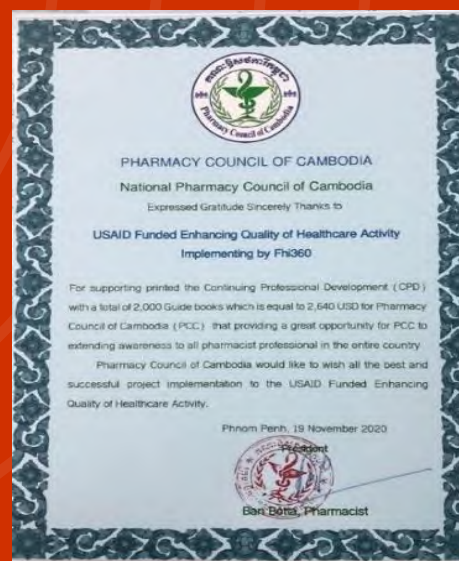 Pharmacy Council of Cambodia
PHARMACY COUNCIL OF CAMBODIA
National Pharmacy Council of Cambodia
Expressed Gratitude Sincerely Thanks to
USAID Funded Enhancing Quality of Healthcare Activity
Implementing by Fhi360
For supporting printed the Continuing Professional Development (CPD)
with a total of 2,000 Guide books which is equal to 2,640 USD for Pharmacy
Council of Cambodia (PCC) that providing a great opportunity for PCC to
extending awareness to all pharmacist professional in the entire country
Pharmacy Council of Cambodia would like to wish all the best and
successful project implementation to the USAID Funded Enhancing
Quality of Healthcare Activity.
Phnom Penh, 19 November 2020
President
Ban Botta, Pharmacist